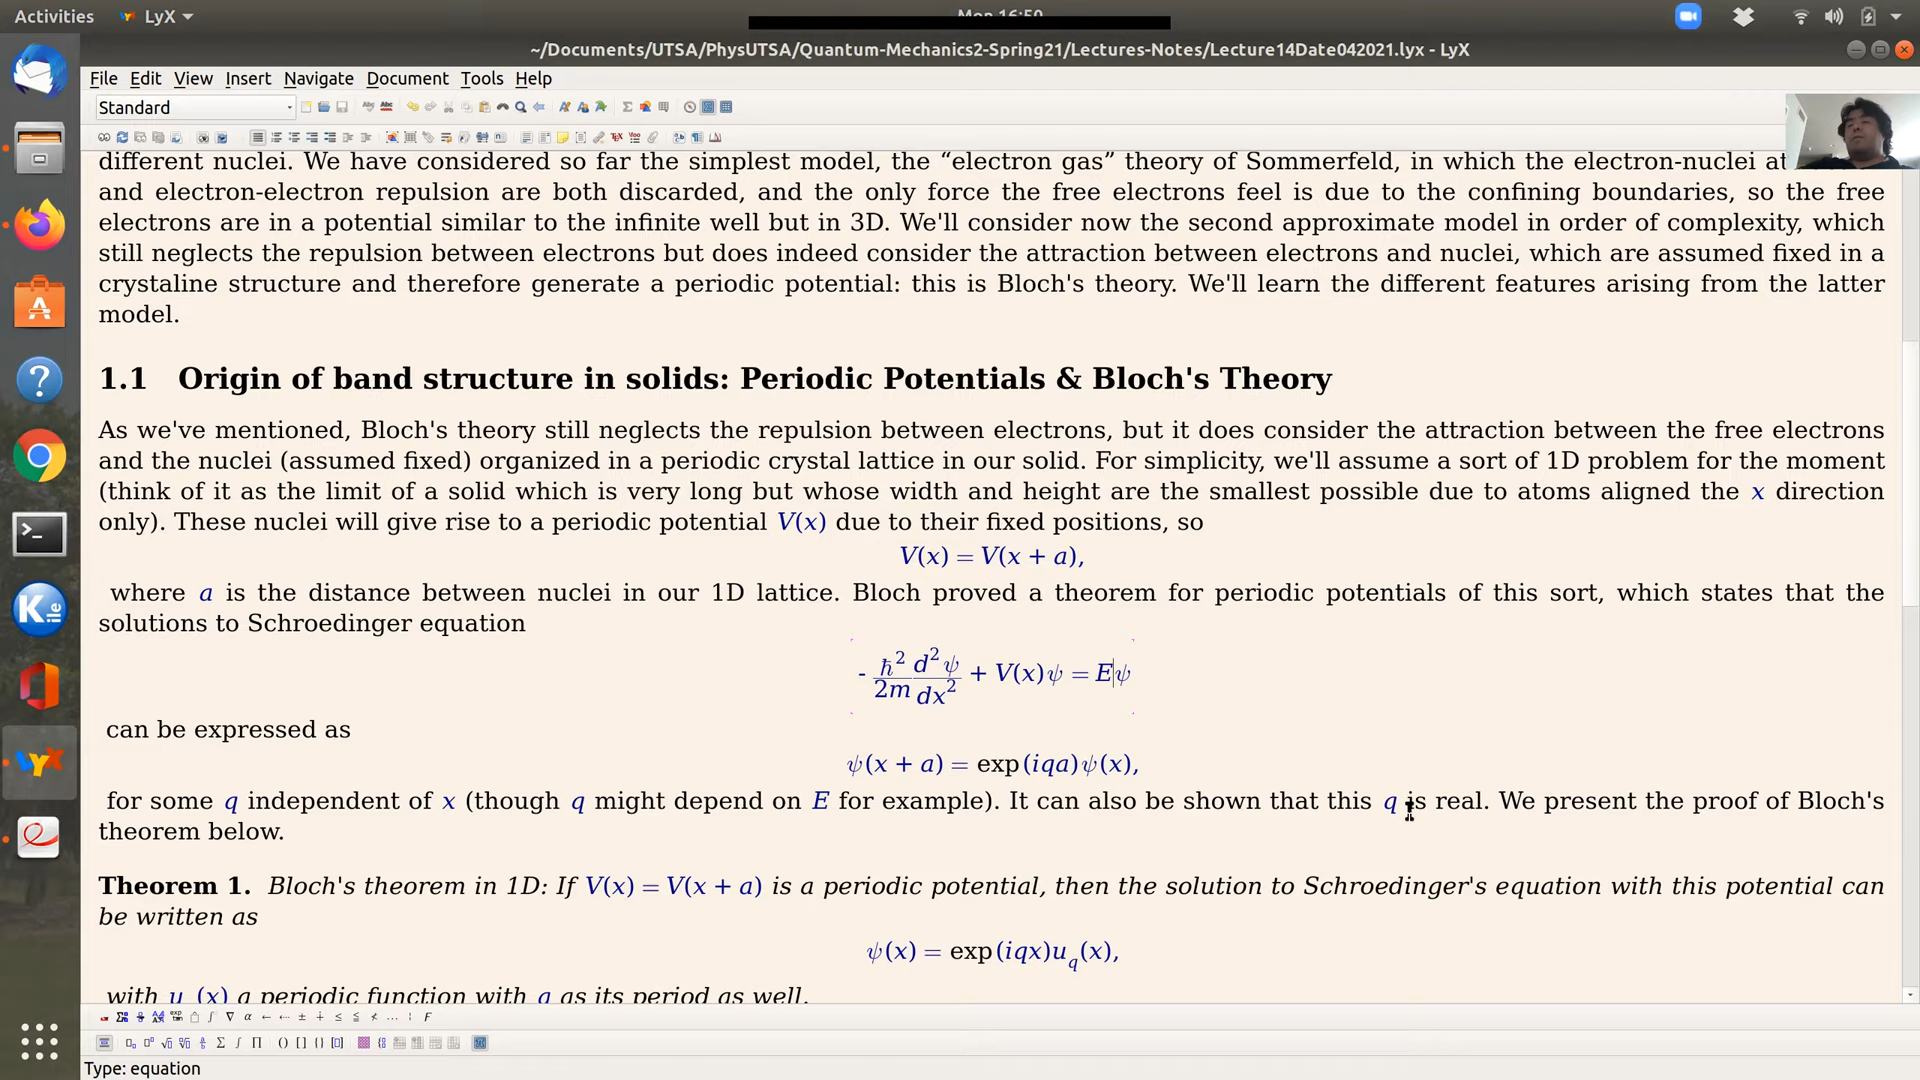 Activities LyX Mon 16:50
~/Documents/UTSA/PhysUTSA/Quantum-Mechanics2-Spring21/Lectures-Notes/Lecture14Date042021.lyx - LyX
File Edit View Insert Navigate Document Tools Help
Standard
different nuclei. We have considered so far the simplest model, the “electron gas” theory of Sommerfeld, in which the electron-nuclei
and electron-electron repulsion are both discarded, and the only force the free electrons feel is due to the confining boundaries, so the free
electrons are in a potential similar to the infinite well but in 3D. We'll consider now the second approximate model in order of complexity, which
still neglects the repulsion between electrons but does indeed consider the attraction between electrons and nuclei, which are assumed fixed in a
crystaline structure and therefore generate a periodic potential: this is Bloch's theory. We'll learn the different features arising from the latter
model.
1.1 Origin of band structure in solids: Periodic Potentials & Bloch's Theory
As we've mentioned, Bloch's theory still neglects the repulsion between electrons, but it does consider the attraction between the free electrons
and the nuclei (assumed fixed) organized in a periodic crystal lattice in our solid. For simplicity, we'll assume a sort of 1D problem for the moment
(think of it as the limit of a solid which is very long but whose width and height are the smallest possible due to atoms aligned the x direction
only). These nuclei will give rise to a periodic potential V(x) due to their fixed positions, so
V(x) = V(x + a),
where a is the distance between nuclei in our 1D lattice. Bloch proved a theorem for periodic potentials of this sort, which states that the
solutions to Schroedinger equation
- ħ²/2m d²ψ/dx² + V(x)ψ = Eψ
can be expressed as
ψ(x + a) = exp(iqa)ψ(x),
for some q independent of x (though q might depend on E for example). It can also be shown that this q is real. We present the proof of Bloch's
theorem below.
Theorem 1. Bloch's theorem in 1D: If V(x) = V(x + a) is a periodic potential, then the solution to Schroedinger's equation with this potential can
be written as
ψ(x) = exp(iqx)u_q(x),
with u (x) a periodic function with a as its period as well.
Type: equation